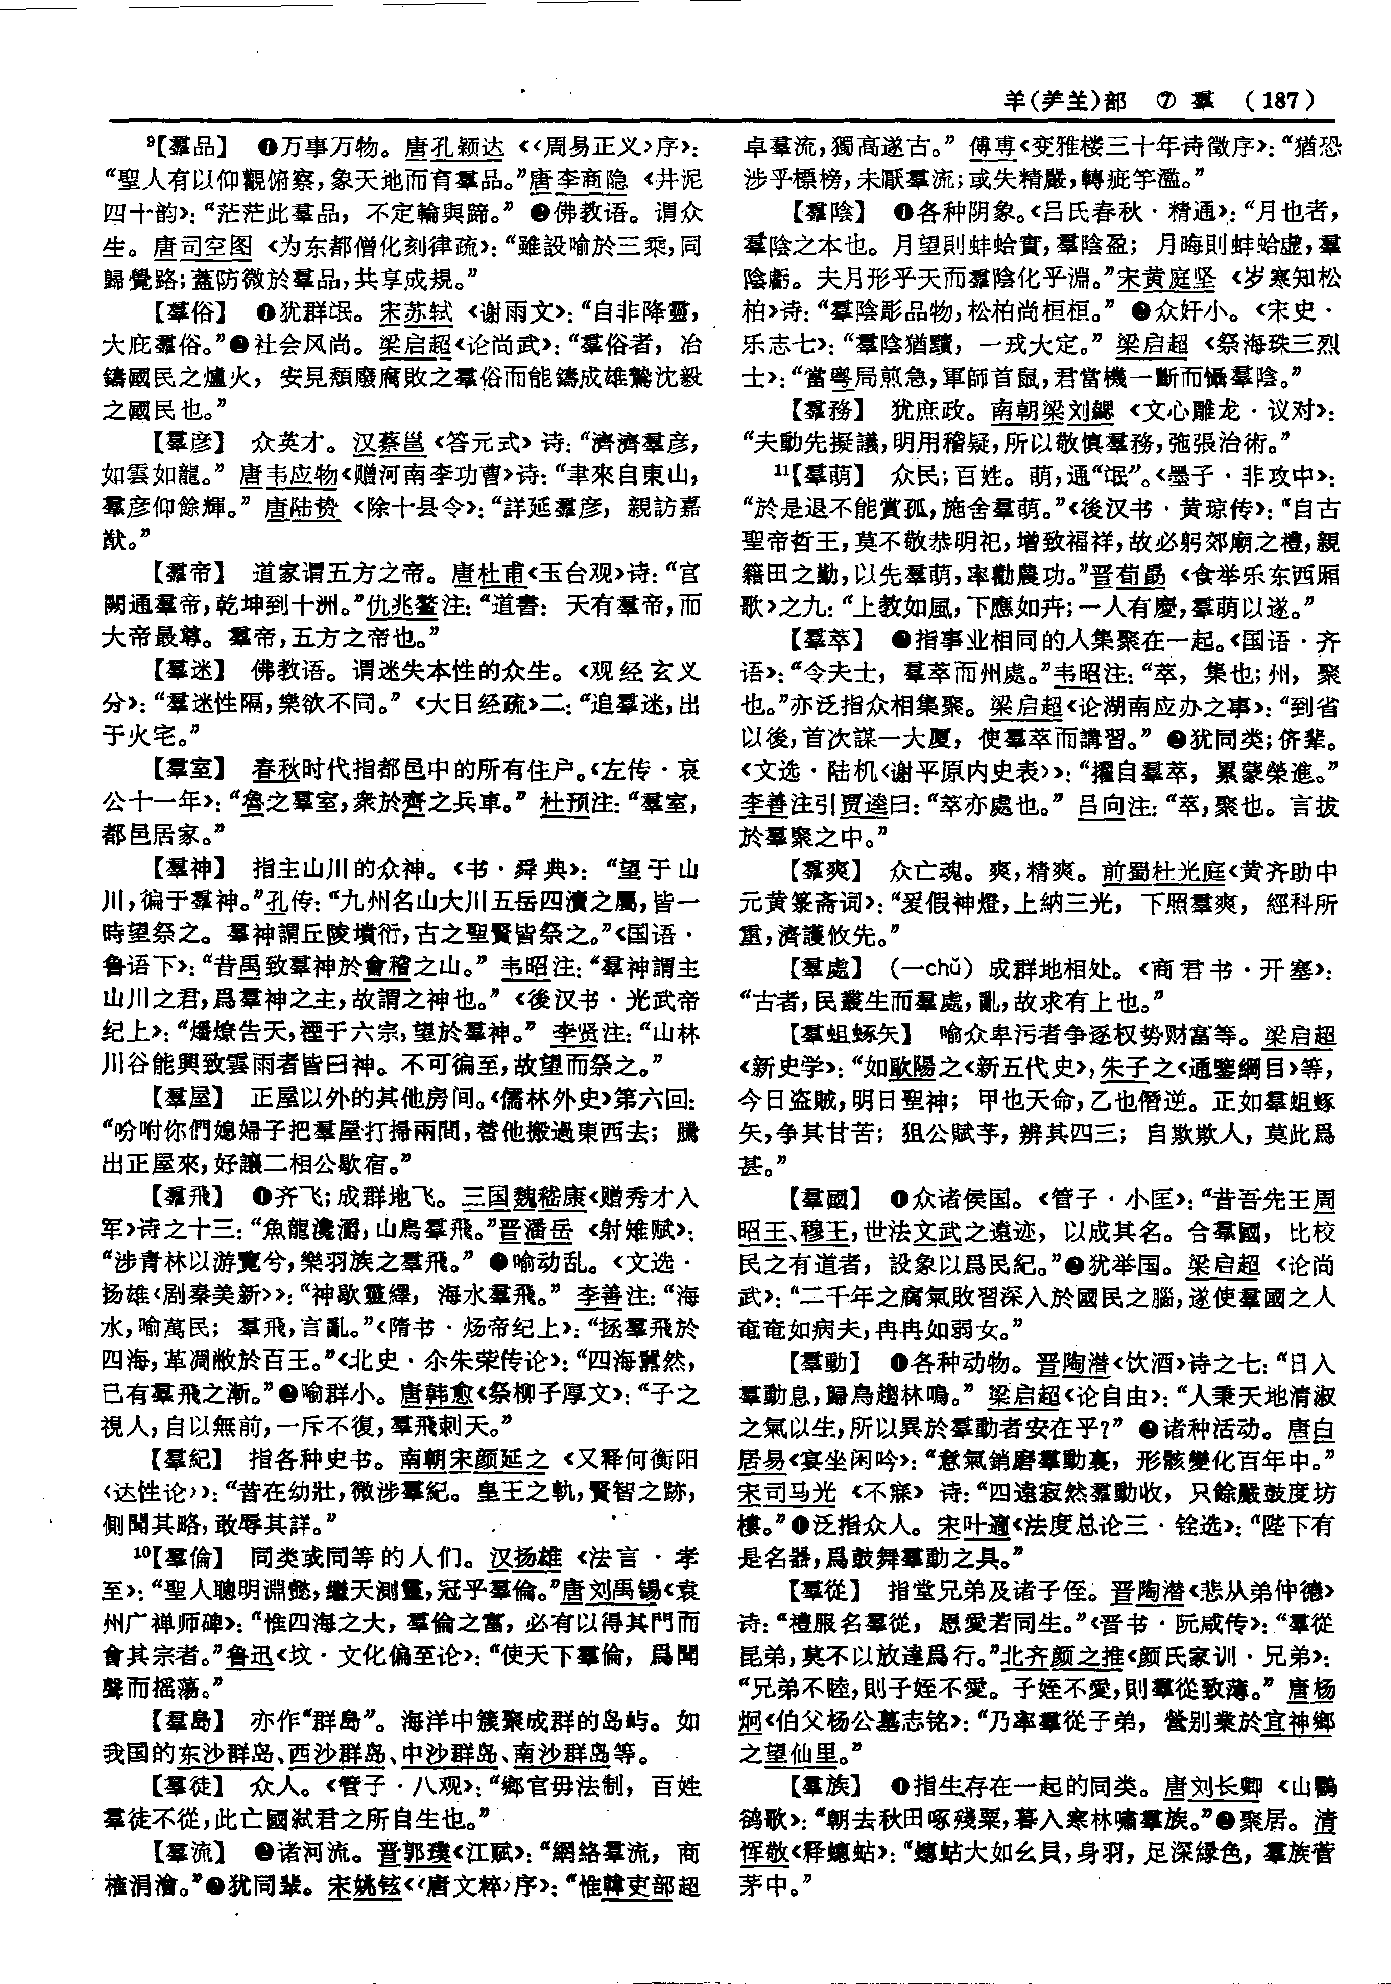 羊(⺶⺷)部 ⑦ 羣 (187)
⁹【羣品】 ❶万事万物。唐孔颖达《〈周易正义〉序》:
“聖人有以仰觀俯察,象天地而育羣品。”唐李商隐《井泥
四十韵》:“茫茫此羣品,不定輪與蹄。” ❷佛教语。谓众
生。唐司空图《为东都僧化刻律疏》:“雖設喻於三乘,同
歸覺路;蓋防微於羣品,共享成規。”
【羣俗】 ❶犹群氓。宋苏轼《谢雨文》:“自非降靈,
大庇羣俗。”❷社会风尚。梁启超《论尚武》:“羣俗者,冶
鑄國民之爐火,安見頹廢腐敗之羣俗而能鑄成雄鷙沈毅
之國民也。”
【羣彦】 众英才。汉蔡邕《答元式》诗:“濟濟羣彦,
如雲如龍。”唐韦应物《赠河南李功曹》诗:“聿來自東山,
羣彦仰餘輝。”唐陆贽《除十县令》:“詳延羣彦,親訪嘉
猷。”
【羣帝】 道家谓五方之帝。唐杜甫《玉台观》诗:“宫
闕通羣帝,乾坤到十洲。”仇兆鳌注:“道書:天有羣帝,而
大帝最尊。羣帝,五方之帝也。”
【羣迷】 佛教语。谓迷失本性的众生。《观经玄义
分》:“羣迷性隔,樂欲不同。”《大日经疏》二:“追羣迷,出
于火宅。”
【羣室】 春秋时代指都邑中的所有住户。《左传·哀
公十一年》:“魯之羣室,衆於齊之兵車。”杜预注:“羣室,
都邑居家。”
【羣神】 指主山川的众神。《书·舜典》:“望于山
川,徧于羣神。”孔传:“九州名山大川五岳四瀆之屬,皆一
時望祭之。羣神謂丘陵墳衍,古之聖賢皆祭之。”《国语·
鲁语下》:“昔禹致羣神於會稽之山。”韦昭注:“羣神謂主
山川之君,爲羣神之主,故謂之神也。”《後汉书·光武帝
纪上》:“燔燎告天,禋于六宗,望於羣神。”李贤注:“山林
川谷能興致雲雨者皆曰神。不可徧至,故望而祭之。”
【羣屋】 正屋以外的其他房间。《儒林外史》第六回:
“吩咐你們媳婦子把羣屋打掃兩間,替他搬過東西去;騰
出正屋來,好讓二相公歇宿。”
【羣飛】 ❶齐飞;成群地飞。三国魏嵇康《赠秀才入
军》诗之十三:“魚龍瀺灂,山鳥羣飛。”晋潘岳《射雉赋》:
“涉青林以游覽兮,樂羽族之羣飛。” ❷喻动乱。《文选·
扬雄〈剧秦美新〉》:“神歇靈繹,海水羣飛。”李善注:“海
水,喻萬民;羣飛,言亂。”《隋书·炀帝纪上》:“拯羣飛於
四海,革凋敝於百王。”《北史·尒朱荣传论》:“四海囂然,
已有羣飛之漸。”❸喻群小。唐韩愈《祭柳子厚文》:“子之
視人,自以無前,一斥不復,羣飛刺天。”
【羣紀】 指各种史书。南朝宋颜延之《又释何衡阳
〈达性论〉》:“昔在幼壯,微涉羣紀。皇王之軌,賢智之跡,
側聞其略,敢辱其詳。”
¹⁰【羣倫】 同类或同等的人们。汉扬雄《法言·孝
至》:“聖人聰明淵懿,繼天測靈,冠乎羣倫。”唐刘禹锡《袁
州广禅师碑》:“惟四海之大,羣倫之富,必有以得其門而
會其宗者。”鲁迅《坟·文化偏至论》:“使天下羣倫,爲聞
聲而摇荡。”
【羣島】 亦作“群島”。海洋中簇聚成群的岛屿。如
我国的东沙群岛、西沙群岛、中沙群岛、南沙群岛等。
【羣徒】 众人。《管子·八观》:“鄉官毋法制,百姓
羣徒不從,此亡國弑君之所自生也。”
【羣流】 ❶诸河流。晋郭璞《江赋》:“網絡羣流,商
榷涓澮。”❷犹同辈。宋姚铉《〈唐文粹〉序》:“惟韓吏部超
卓羣流,獨高遂古。”傅尃《变雅楼三十年诗徵序》:“猶恐
涉乎標榜,未厭羣流;或失精嚴,轉疵竽濫。”
【羣陰】 ❶各种阴象。《吕氏春秋·精通》:“月也者,
羣陰之本也。月望則蚌蛤實,羣陰盈;月晦則蚌蛤虚,羣
陰虧。夫月形乎天而羣陰化乎淵。”宋黄庭坚《岁寒知松
柏》诗:“羣陰彫品物,松柏尚桓桓。” ❷众奸小。《宋史·
乐志七》:“羣陰猶黷,一戎大定。”梁启超《祭海珠三烈
士》:“當粤局煎急,軍師首鼠,君當機一斷而懾羣陰。”
【羣務】 犹庶政。南朝梁刘勰《文心雕龙·议对》:
“夫動先擬議,明用稽疑,所以敬慎羣務,弛張治術。”
¹¹【羣萌】 众民;百姓。萌,通“氓”。《墨子·非攻中》:
“於是退不能賞孤,施舍羣萌。”《後汉书·黄琼传》:“自古
聖帝哲王,莫不敬恭明祀,增致福祥,故必躬郊廟之禮,親
籍田之勤,以先羣萌,率勸農功。”晋荀勗《食举乐东西厢
歌》之九:“上教如風,下應如卉;一人有慶,羣萌以遂。”
【羣萃】 ❶指事业相同的人集聚在一起。《国语·齐
语》:“令夫士,羣萃而州處。”韦昭注:“萃,集也;州,聚
也。”亦泛指众相集聚。梁启超《论湖南应办之事》:“到省
以後,首次謀一大厦,使羣萃而講習。” ❷犹同类;侪辈。
《文选·陆机〈谢平原内史表〉》:“擢自羣萃,累蒙榮進。”
李善注引贾逵曰:“萃亦處也。”吕向注:“萃,聚也。言拔
於羣聚之中。”
【羣爽】 众亡魂。爽,精爽。前蜀杜光庭《黄齐助中
元黄箓斋词》:“爰假神燈,上納三光,下照羣爽,經科所
重,濟護攸先。”
【羣處】 (—chǔ)成群地相处。《商君书·开塞》:
“古者,民叢生而羣處,亂,故求有上也。”
【羣蛆蝝矢】 喻众卑污者争逐权势财富等。梁启超
《新史学》:“如歐陽之《新五代史》,朱子之《通鑒綱目》等,
今日盗賊,明日聖神;甲也天命,乙也僭逆。正如羣蛆蝝
矢,争其甘苦;狙公賦芧,辨其四三;自欺欺人,莫此爲
甚。”
【羣國】 ❶众诸侯国。《管子·小匡》:“昔吾先王周
昭王、穆王,世法文武之遠迹,以成其名。合羣國,比校
民之有道者,設象以爲民紀。”❷犹举国。梁启超《论尚
武》:“二千年之腐氣敗習深入於國民之腦,遂使羣國之人
奄奄如病夫,冉冉如弱女。”
【羣動】 ❶各种动物。晋陶潜《饮酒》诗之七:“日入
羣動息,歸鳥趨林鳴。”梁启超《论自由》:“人秉天地清淑
之氣以生,所以異於羣動者安在乎?” ❷诸种活动。唐白
居易《宴坐闲吟》:“意氣銷磨羣動裏,形骸變化百年中。”
宋司马光《不寐》诗:“四遠寂然羣動收,只餘嚴鼓度坊
樓。”❸泛指众人。宋叶適《法度总论三·铨选》:“陛下有
是名器,爲鼓舞羣動之具。”
【羣從】 指堂兄弟及诸子侄。晋陶潜《悲从弟仲德》
诗:“禮服名羣從,恩愛若同生。”《晋书·阮咸传》:“羣從
昆弟,莫不以放達爲行。”北齐颜之推《颜氏家训·兄弟》:
“兄弟不睦,則子姪不愛。子姪不愛,則羣從疎薄。”唐杨
炯《伯父杨公墓志铭》:“乃率羣從子弟,營别業於宜神鄉
之望仙里。”
【羣族】 ❶指生存在一起的同类。唐刘长卿《山鸜
鹆歌》:“朝去秋田啄殘粟,暮入寒林嘯羣族。”❷聚居。清
恽敬《释蟪蛄》:“蟪蛄大如幺貝,身羽,足深緑色,羣族菅
茅中。”